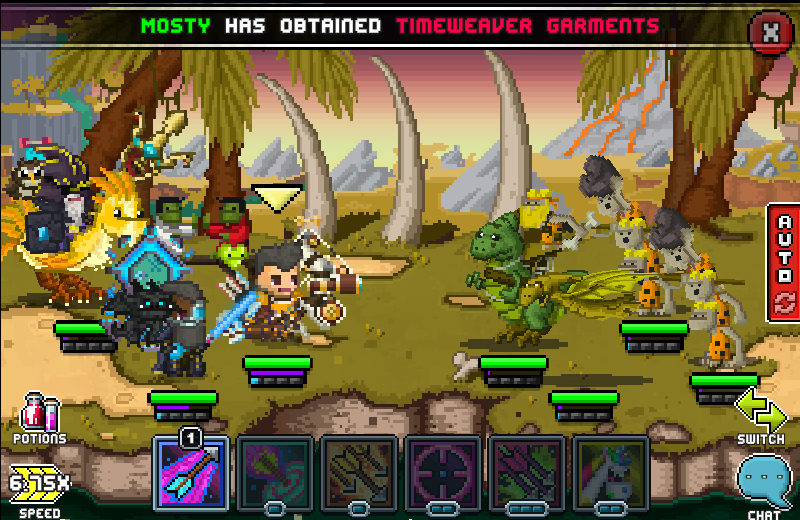 MOSTY HAS OBTAINED TIMEWEAVER GARMENTS
X
AUTO
1
POTIONS
SWITCH
6.75X
SPEED
CHAT